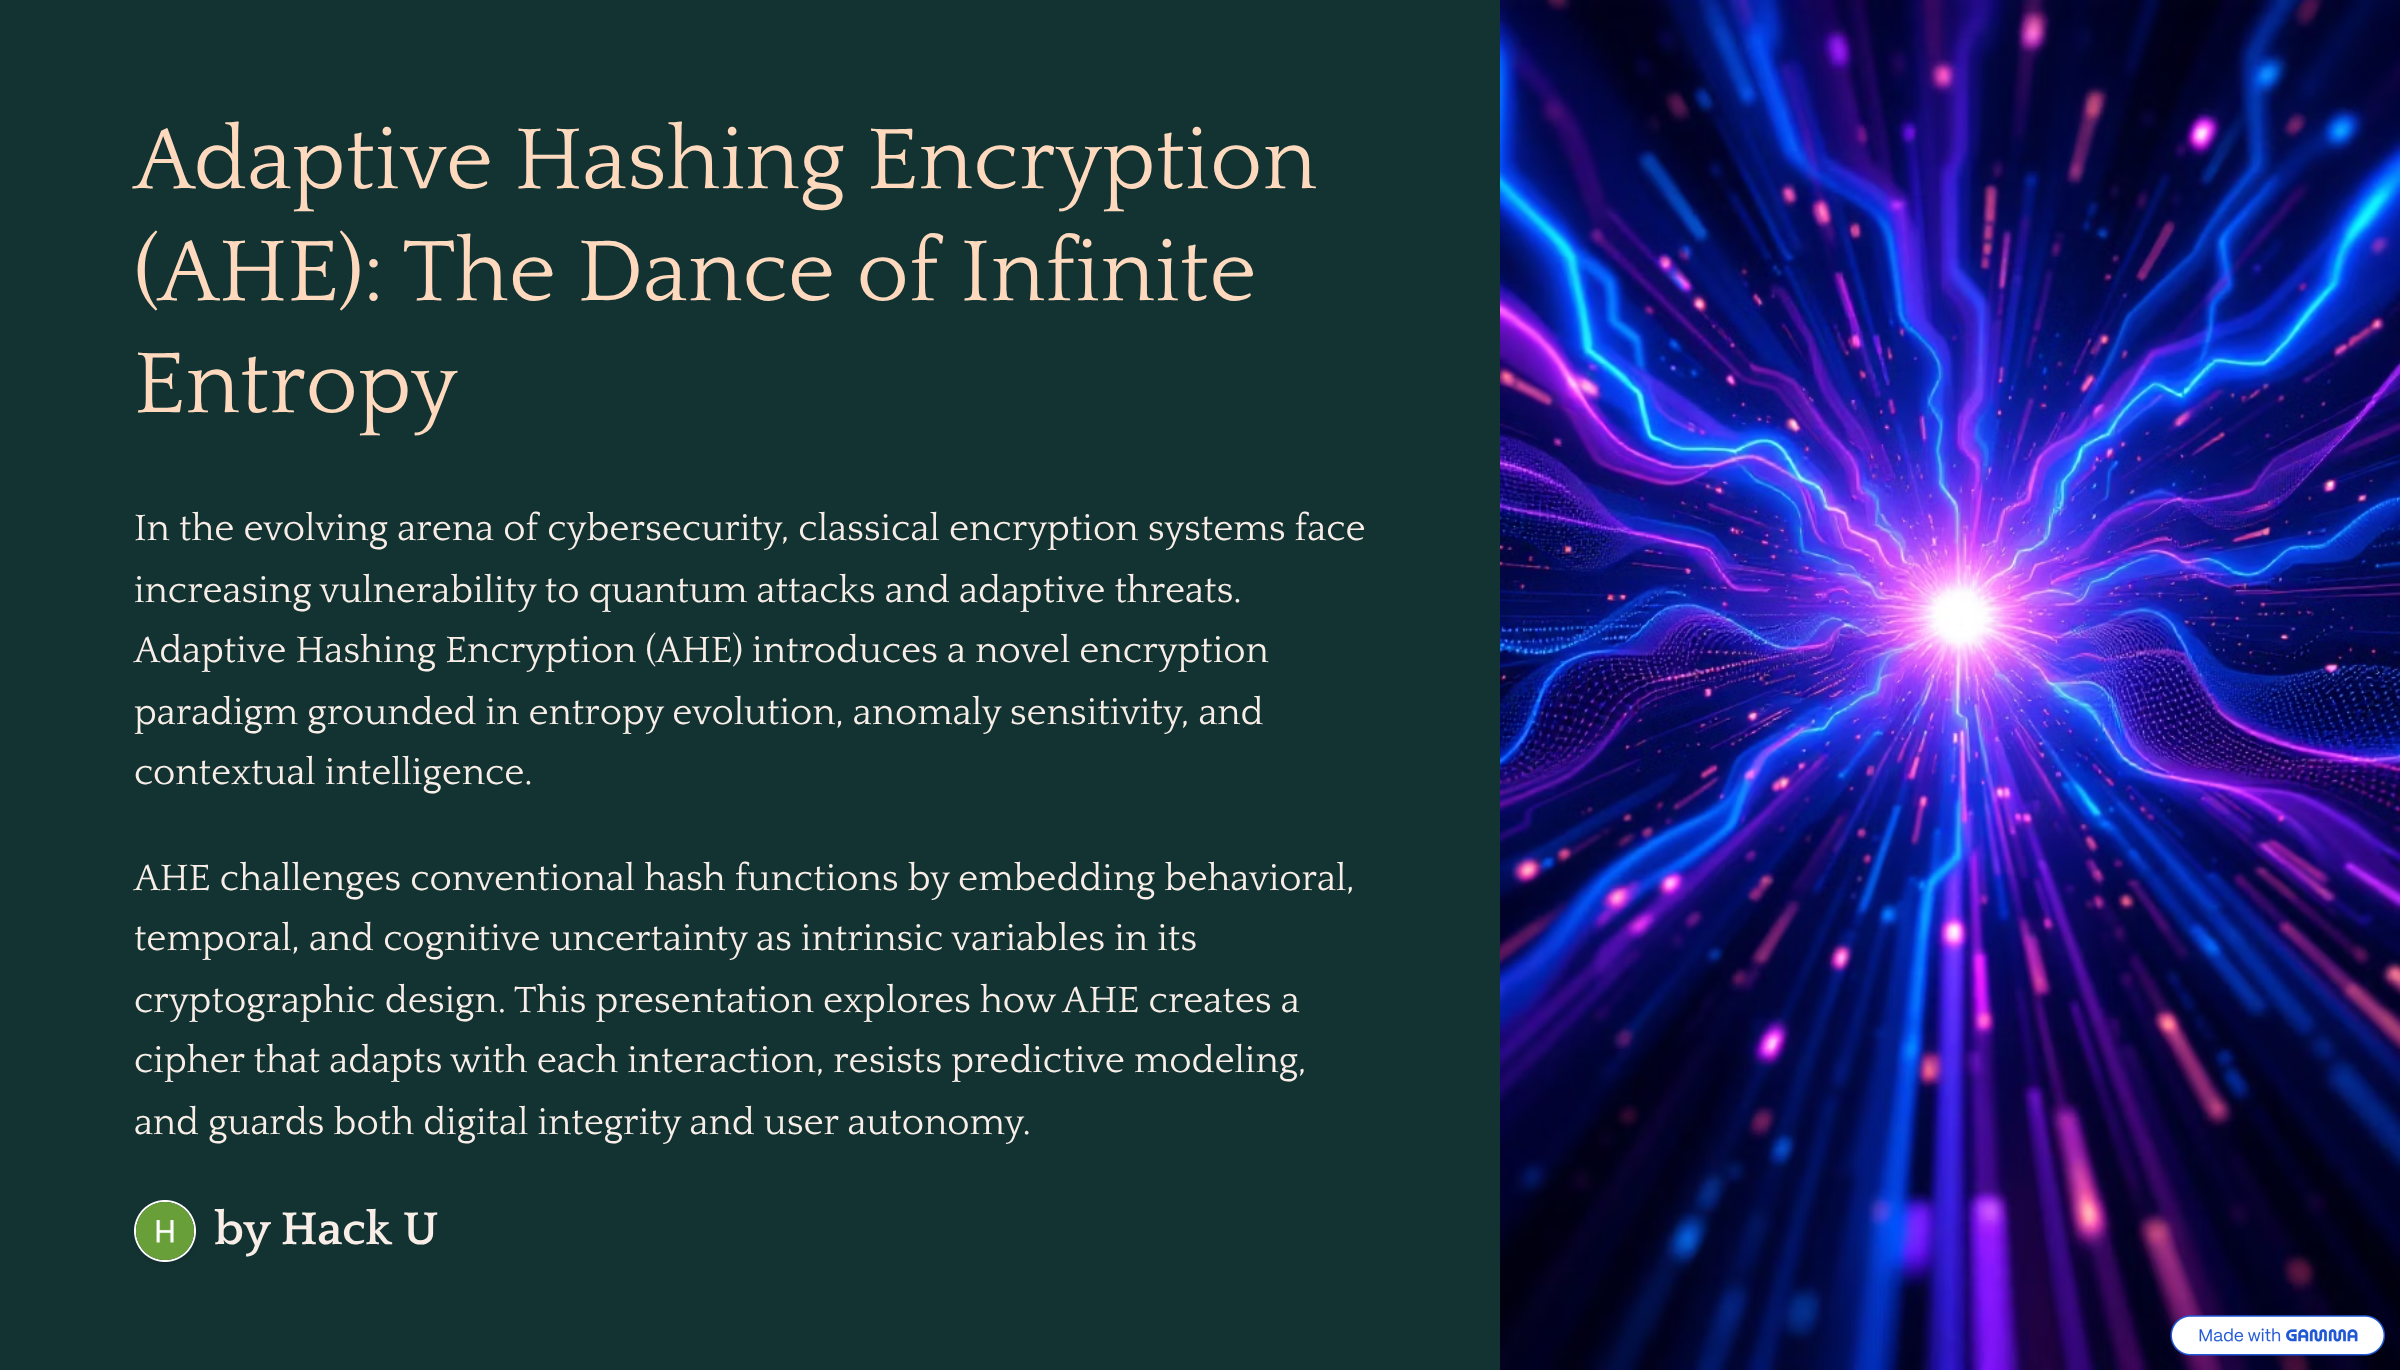 Adaptive Hashing Encryption
(AHE): The Dance of Infinite
Entropy
In the evolving arena of cybersecurity, classical encryption systems face
increasing vulnerability to quantum attacks and adaptive threats.
Adaptive Hashing Encryption (AHE) introduces a novel encryption
paradigm grounded in entropy evolution, anomaly sensitivity, and
contextual intelligence.
AHE challenges conventional hash functions by embedding behavioral,
temporal, and cognitive uncertainty as intrinsic variables in its
cryptographic design. This presentation explores how AHE creates a
cipher that adapts with each interaction, resists predictive modeling,
and guards both digital integrity and user autonomy.
H by Hack U
Made with GAMMA